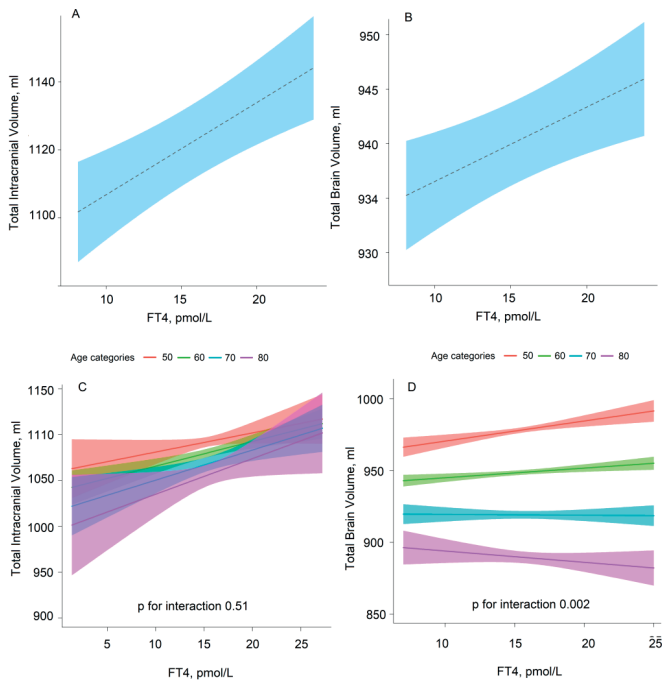 A
Total Intracranial Volume, ml
1140
1120
1100
10 15 20
FT4, pmol/L
B
Total Brain Volume, ml
950
945
940
934
930
10 15 20
FT4, pmol/L
Age categories 50 60 70 80
C
Total Intracranial Volume, ml
1150
1110
1050
1000
950
900
p for interaction 0.51
5 10 15 20 25
FT4, pmol/L
Age categories 50 60 70 80
D
Total Brain Volume, ml
1000
950
900
850
p for interaction 0.002
10 15 20 25
FT4, pmol/L